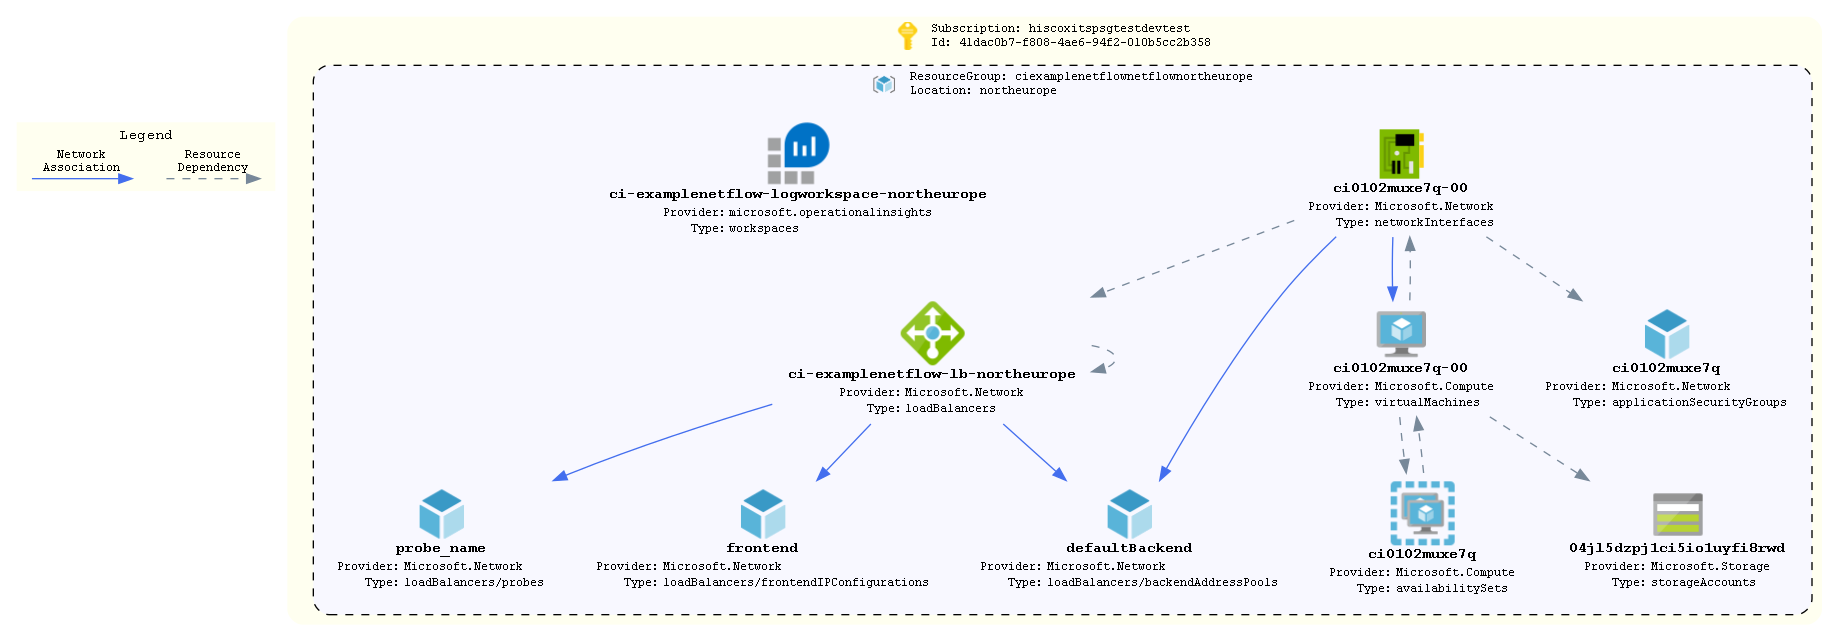 Subscription: hiscoxitspsgtestdevtest
Id: 41dac0b7-f808-4ae6-94f2-010b5cc2b358
ResourceGroup: ciexamplenetflownetflownortheurope
Location: northeurope
Legend
Network
Association
Resource
Dependency
ci-examplenetflow-logworkspace-northeurope
Provider: microsoft.operationalinsights
Type: workspaces
ci0102muxe7q-00
Provider: Microsoft.Network
Type: networkInterfaces
ci-examplenetflow-lb-northeurope
Provider: Microsoft.Network
Type: loadBalancers
ci0102muxe7q-00
Provider: Microsoft.Compute
Type: virtualMachines
ci0102muxe7q
Provider: Microsoft.Network
Type: applicationSecurityGroups
probe_name
Provider: Microsoft.Network
Type: loadBalancers/probes
frontend
Provider: Microsoft.Network
Type: loadBalancers/frontendIPConfigurations
defaultBackend
Provider: Microsoft.Network
Type: loadBalancers/backendAddressPools
ci0102muxe7q
Provider: Microsoft.Compute
Type: availabilitySets
04jl5dzpj1ci5io1uyfi8rwd
Provider: Microsoft.Storage
Type: storageAccounts